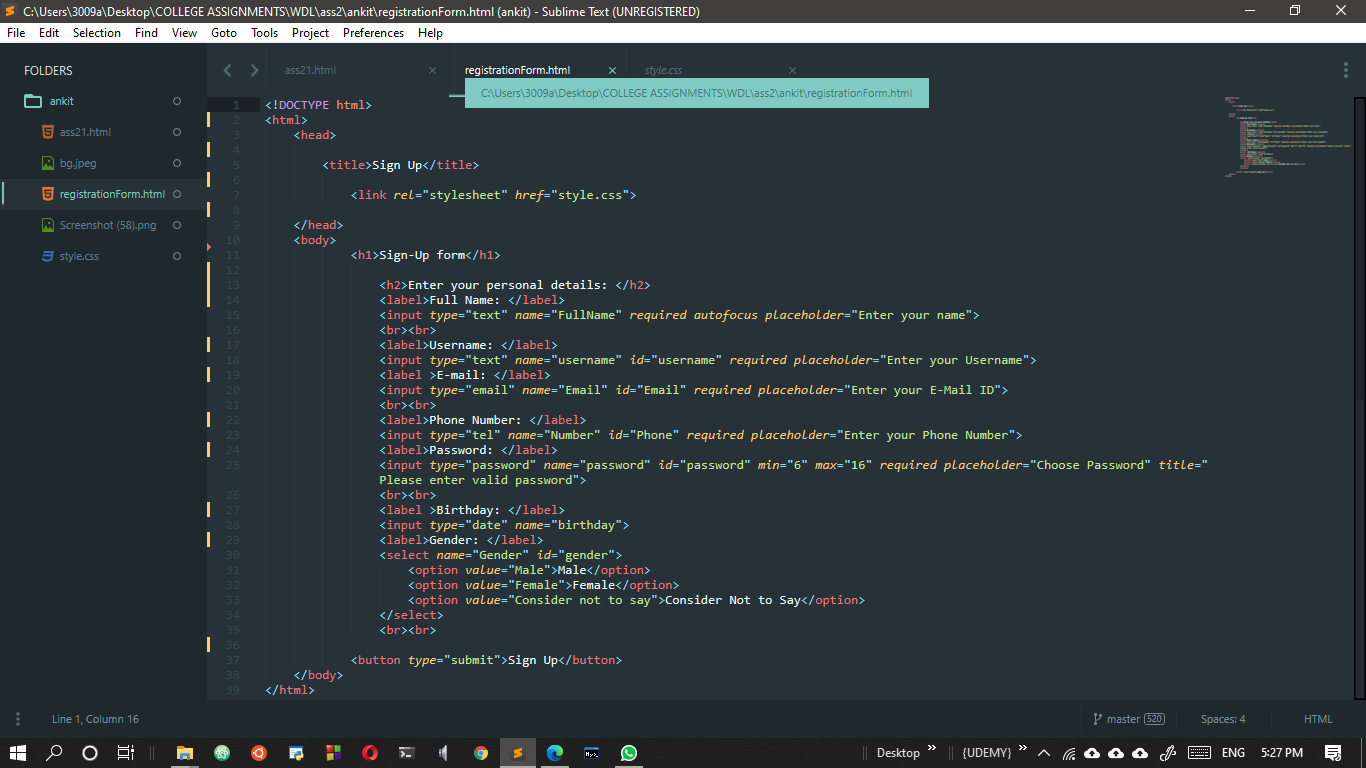 C:\Users\3009a\Desktop\COLLEGE ASSIGNMENTS\WDL\ass2\ankit\registrationForm.html (ankit) - Sublime Text (UNREGISTERED)
File Edit Selection Find View Goto Tools Project Preferences Help
FOLDERS
ankit
ass21.html
bg.jpeg
registrationForm.html
Screenshot (58).png
style.css
ass21.html registrationForm.html style.css
C:\Users\3009a\Desktop\COLLEGE ASSIGNMENTS\WDL\ass2\ankit\registrationForm.html
1 <!DOCTYPE html>
2 <html>
3 <head>
4
5 <title>Sign Up</title>
6
7 <link rel="stylesheet" href="style.css">
8
9 </head>
10 <body>
11 <h1>Sign-Up form</h1>
12
13 <h2>Enter your personal details: </h2>
14 <label>Full Name: </label>
15 <input type="text" name="FullName" required autofocus placeholder="Enter your name">
16 <br><br>
17 <label>Username: </label>
18 <input type="text" name="username" id="username" required placeholder="Enter your Username">
19 <label >E-mail: </label>
20 <input type="email" name="Email" id="Email" required placeholder="Enter your E-Mail ID">
21 <br><br>
22 <label>Phone Number: </label>
23 <input type="tel" name="Number" id="Phone" required placeholder="Enter your Phone Number">
24 <label>Password: </label>
25 <input type="password" name="password" id="password" min="6" max="16" required placeholder="Choose Password" title="
Please enter valid password">
26 <br><br>
27 <label >Birthday: </label>
28 <input type="date" name="birthday">
29 <label>Gender: </label>
30 <select name="Gender" id="gender">
31 <option value="Male">Male</option>
32 <option value="Female">Female</option>
33 <option value="Consider not to say">Consider Not to Say</option>
34 </select>
35 <br><br>
36
37 <button type="submit">Sign Up</button>
38 </body>
39 </html>
Line 1, Column 16 master 520 Spaces: 4 HTML
Desktop » {UDEMY} » ENG 5:27 PM